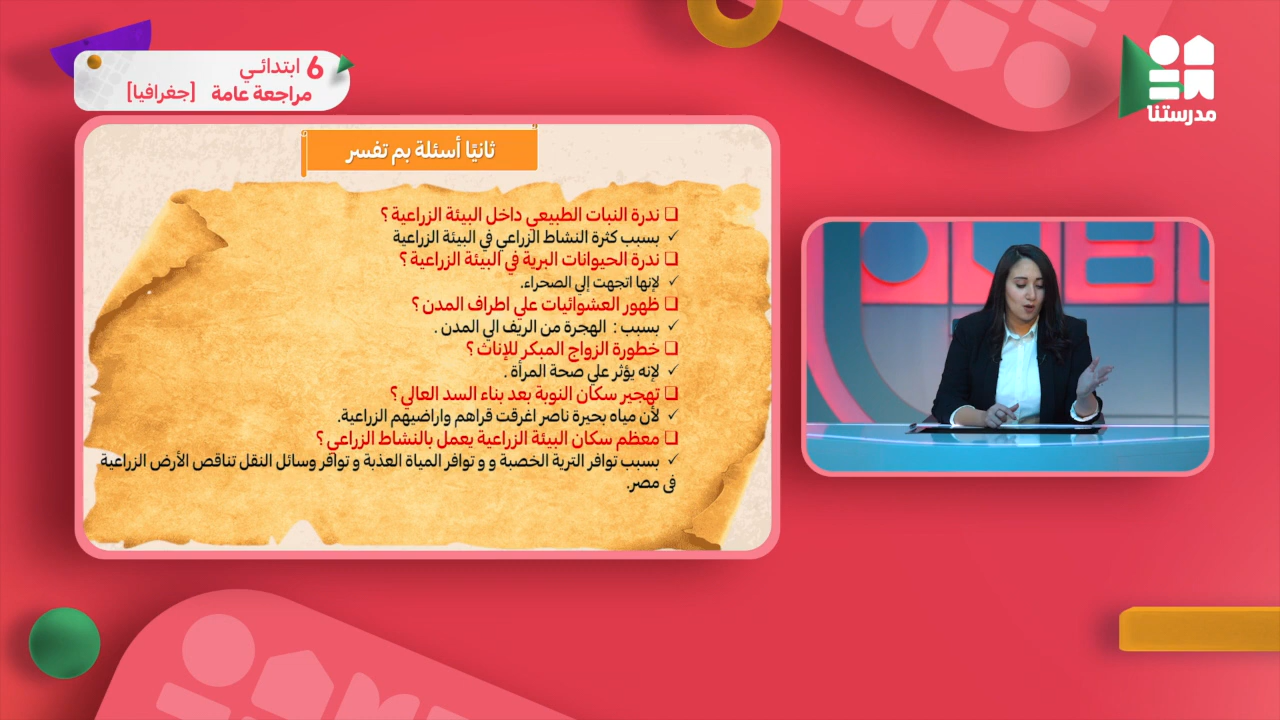 6 ابتدائي
مراجعة عامة [جغرافيا]
مدرستنا
ثانيًا أسئلة بم تفسر
ندرة النبات الطبيعي داخل البيئة الزراعية ؟
بسبب كثرة النشاط الزراعي في البيئة الزراعية
ندرة الحيوانات البرية في البيئة الزراعية ؟
لإنها اتجهت إلي الصحراء.
ظهور العشوائيات علي اطراف المدن ؟
بسبب : الهجرة من الريف الي المدن .
خطورة الزواج المبكر للإناث ؟
لإنه يؤثر علي صحة المرأة .
تهجير سكان النوبة بعد بناء السد العالي ؟
لأن مياه بحيرة ناصر اغرقت قراهم واراضيهم الزراعية.
معظم سكان البيئة الزراعية يعمل بالنشاط الزراعي ؟
بسبب توافر التربة الخصبة و و توافر المياة العذبة و توافر وسائل النقل تناقص الأرض الزراعية
فى مصر.